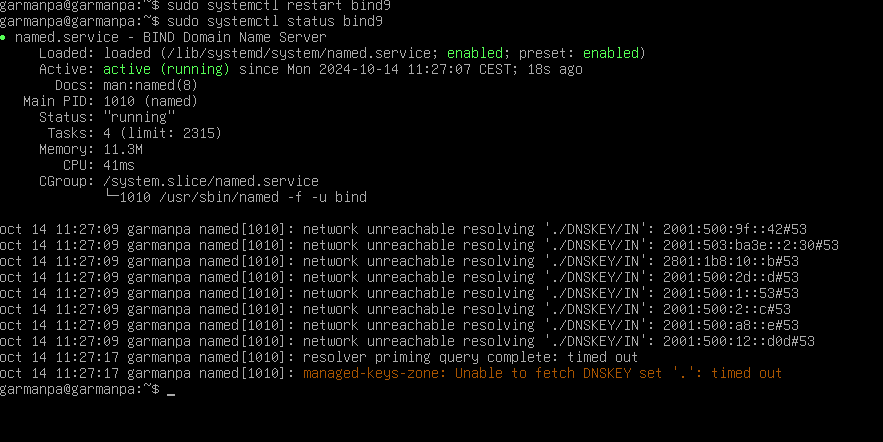 garmanpa@garmanpa:~$ sudo systemctl restart bind9
garmanpa@garmanpa:~$ sudo systemctl status bind9
● named.service - BIND Domain Name Server
     Loaded: loaded (/lib/systemd/system/named.service; enabled; preset: enabled)
     Active: active (running) since Mon 2024-10-14 11:27:07 CEST; 18s ago
       Docs: man:named(8)
   Main PID: 1010 (named)
     Status: "running"
      Tasks: 4 (limit: 2315)
     Memory: 11.3M
        CPU: 41ms
     CGroup: /system.slice/named.service
             └─1010 /usr/sbin/named -f -u bind
oct 14 11:27:09 garmanpa named[1010]: network unreachable resolving './DNSKEY/IN': 2001:500:9f::42#53
oct 14 11:27:09 garmanpa named[1010]: network unreachable resolving './DNSKEY/IN': 2001:503:ba3e::2:30#53
oct 14 11:27:09 garmanpa named[1010]: network unreachable resolving './DNSKEY/IN': 2801:1b8:10::b#53
oct 14 11:27:09 garmanpa named[1010]: network unreachable resolving './DNSKEY/IN': 2001:500:2d::d#53
oct 14 11:27:09 garmanpa named[1010]: network unreachable resolving './DNSKEY/IN': 2001:500:1::53#53
oct 14 11:27:09 garmanpa named[1010]: network unreachable resolving './DNSKEY/IN': 2001:500:2::c#53
oct 14 11:27:09 garmanpa named[1010]: network unreachable resolving './DNSKEY/IN': 2001:500:a8::e#53
oct 14 11:27:09 garmanpa named[1010]: network unreachable resolving './DNSKEY/IN': 2001:500:12::d0d#53
oct 14 11:27:17 garmanpa named[1010]: resolver priming query complete: timed out
oct 14 11:27:17 garmanpa named[1010]: managed-keys-zone: Unable to fetch DNSKEY set '.': timed out
garmanpa@garmanpa:~$ _